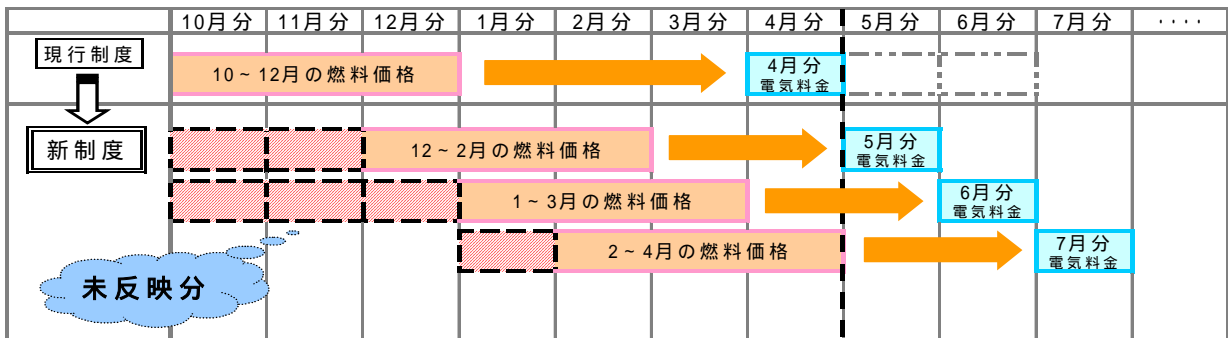 10月分 11月分 12月分 1月分 2月分 3月分 4月分 5月分 6月分 7月分 ････
現行制度
10~12月の燃料価格
4月分
電気料金
新制度
12~2月の燃料価格
5月分
電気料金
1~3月の燃料価格
6月分
電気料金
2~4月の燃料価格
7月分
電気料金
未反映分